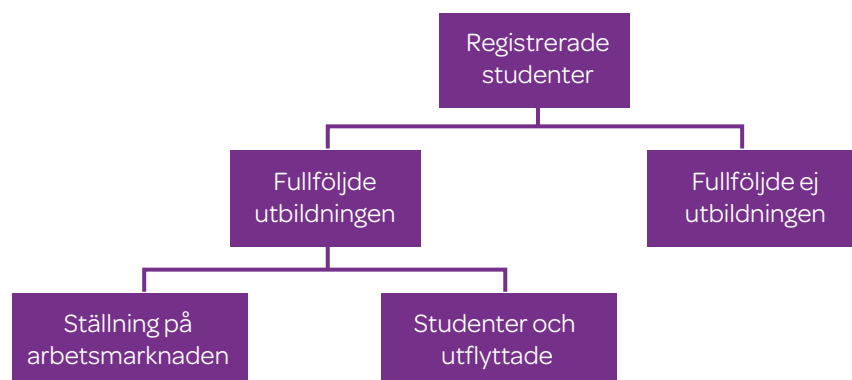 Registrerade
studenter
Fullföljde
utbildningen
Fullföljde ej
utbildningen
Ställning på
arbetsmarknaden
Studenter och
utflyttade